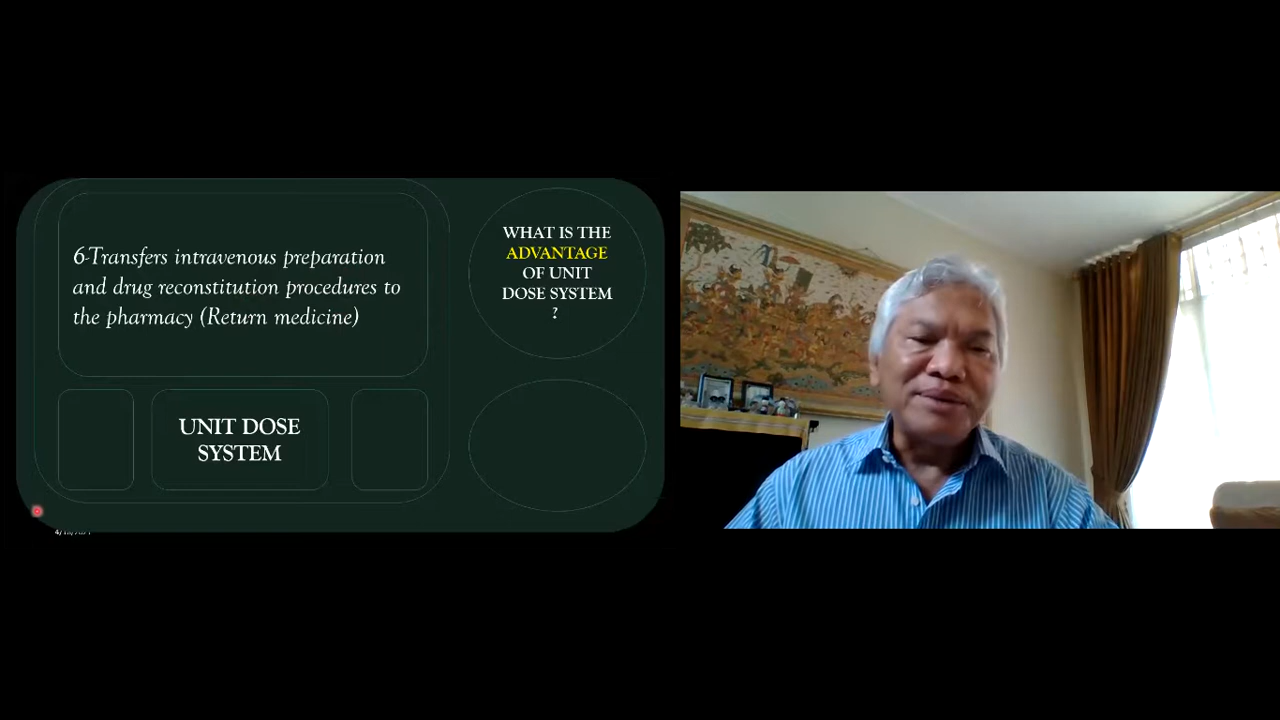 6-Transfers intravenous preparation
and drug reconstitution procedures to
the pharmacy (Return medicine)
UNIT DOSE
SYSTEM
WHAT IS THE
ADVANTAGE
OF UNIT
DOSE SYSTEM
?